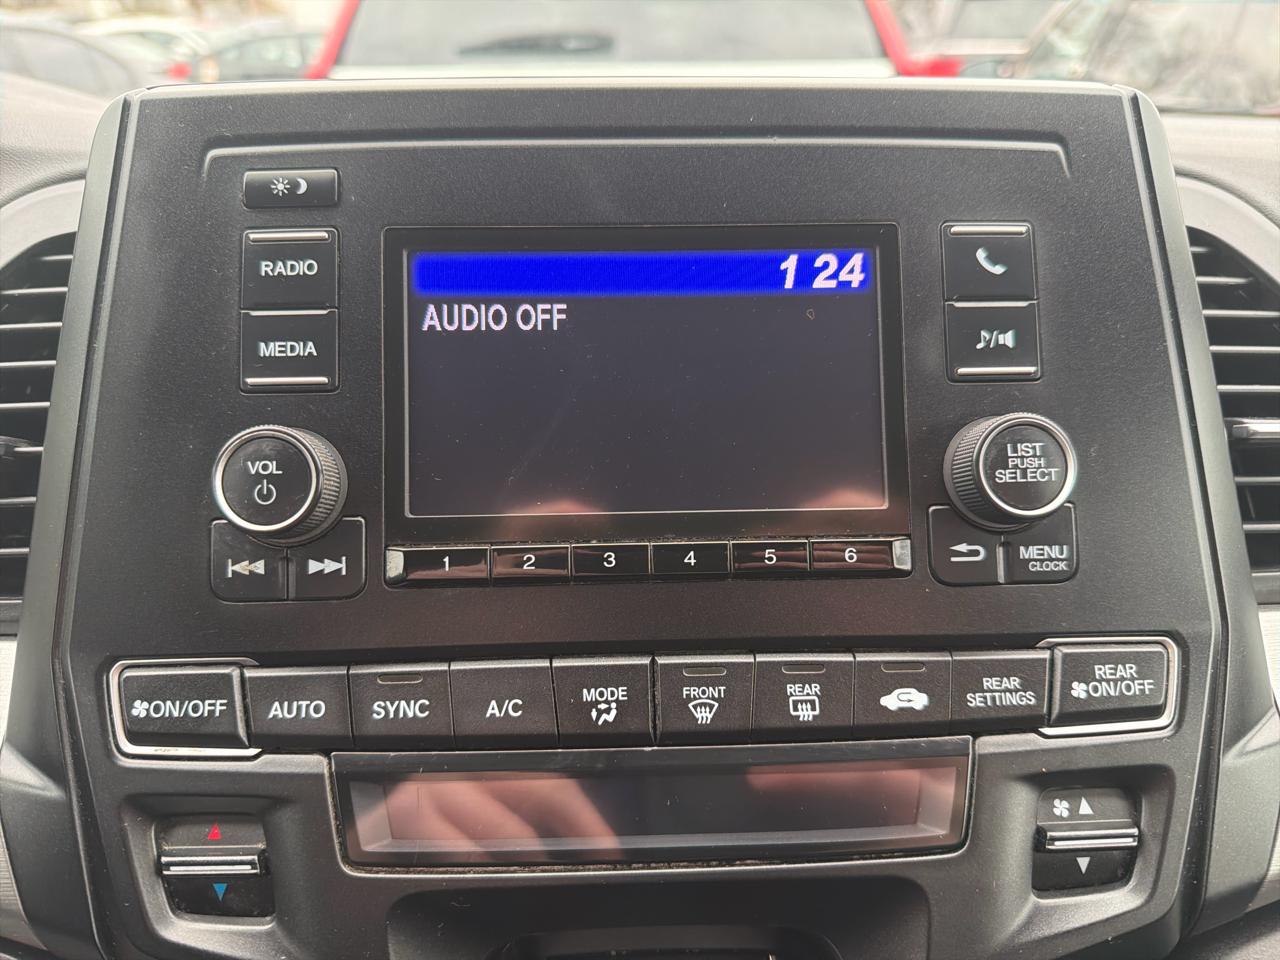 1 24
AUDIO OFF
RADIO
MEDIA
VOL
LIST
PUSH
SELECT
MENU
CLOCK
1 2 3 4 5 6
ON/OFF
AUTO
SYNC
A/C
MODE
FRONT
REAR
REAR
SETTINGS
REAR
ON/OFF